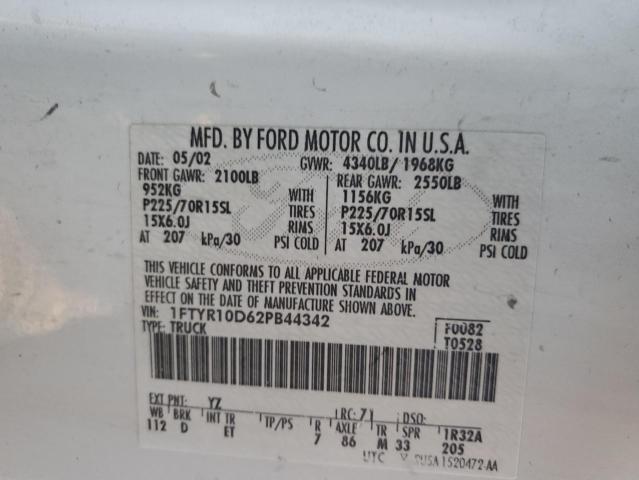 MFD. BY FORD MOTOR CO. IN U.S.A.
DATE: 05/02 GVWR: 4340LB/ 1968KG
FRONT GAWR: 2100LB REAR GAWR: 2550LB
952KG WITH 1156KG WITH
P225/70R15SL TIRES P225/70R15SL TIRES
15X6.0J RIMS 15X6.0J RIMS
AT 207 kPa/30 PSI COLD AT 207 kPa/30 PSI COLD
THIS VEHICLE CONFORMS TO ALL APPLICABLE FEDERAL MOTOR
VEHICLE SAFETY AND THEFT PREVENTION STANDARDS IN
EFFECT ON THE DATE OF MANUFACTURE SHOWN ABOVE.
VIN: 1FTYR10D62PB44342 F0082
TYPE: TRUCK T0528
EXT PNT: YZ RC: 71 DSO:
WB BRK INT TR TP/PS R AXLE TR SPR 1R32A
112 D ET 7 86 M 33 205
UTC 1520472-AA